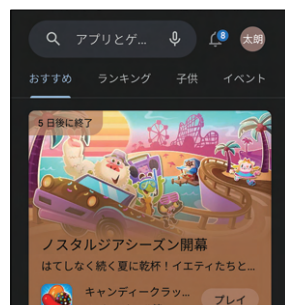 アプリとゲ...
8
太朗
おすすめ ランキング 子供 イベント
5 日後に終了
ノスタルジアシーズン開幕
はてしなく続く夏に乾杯！イエティたちと...
キャンディークラッ...
プレイ